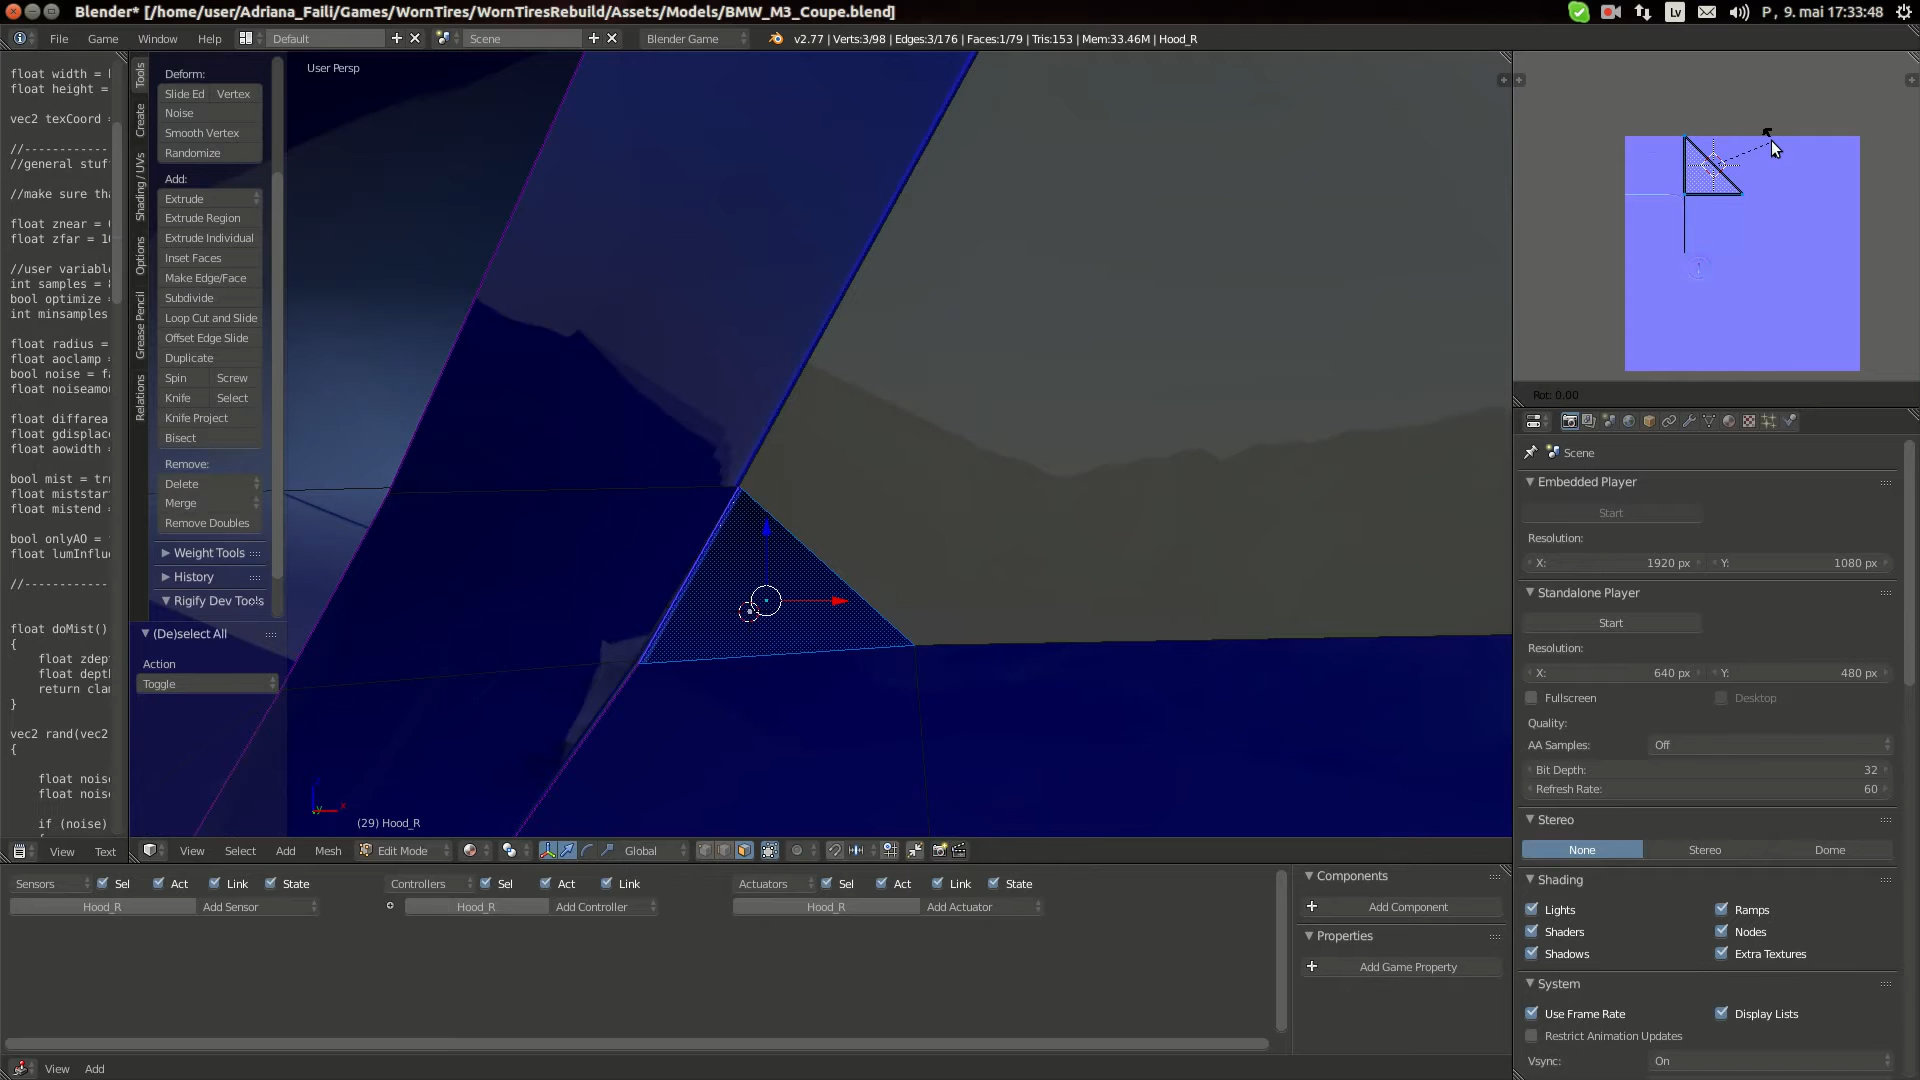 Blender* [/home/user/Adriana_Faili/Games/WornTires/WornTiresRebuild/Assets/Models/BMW_M3_Coupe.blend]
Lv
P , 9. mai 17:33:48
File Game Window Help
Default
Scene
Blender Game
v2.77 | Verts:3/98 | Edges:3/176 | Faces:1/79 | Tris:153 | Mem:33.46M | Hood_R
float width =
float height =
vec2 texCoord =
//------------
//general stuf
//make sure tha
float znear =
float zfar = 10
//user variabl
int samples =
bool optimize =
int minsamples
float radius =
float aoclamp =
bool noise = fa
float noiseamou
float diffarea
float gdisplace
float aowidth =
bool mist = tru
float miststar
float mistend =
bool onlyAO =
float lumInflue
//------------
float doMist()
{
float zdep
float depth
return clam
}
vec2 rand(vec2
{
float noise
float noise
if (noise)
{
View Text
Tools
Create
Shading / UVs
Options
Grease Pencil
Relations
Deform:
Slide Ed Vertex
Noise
Smooth Vertex
Randomize
Add:
Extrude
Extrude Region
Extrude Individual
Inset Faces
Make Edge/Face
Subdivide
Loop Cut and Slide
Offset Edge Slide
Duplicate
Spin Screw
Knife Select
Knife Project
Bisect
Remove:
Delete
Merge
Remove Doubles
Weight Tools
History
Rigify Dev Tools
(De)select All
Action
Toggle
User Persp
(29) Hood_R
View Select Add Mesh Edit Mode Global
Rot: 0.00
Scene
Embedded Player
Start
Resolution:
X: 1920 px Y: 1080 px
Standalone Player
Start
Resolution:
X: 640 px Y: 480 px
Fullscreen Desktop
Quality:
AA Samples: Off
Bit Depth: 32
Refresh Rate: 60
Stereo
None Stereo Dome
Shading
Lights Ramps
Shaders Nodes
Shadows Extra Textures
System
Use Frame Rate Display Lists
Restrict Animation Updates
Vsync: On
Sensors Sel Act Link State
Hood_R Add Sensor
Controllers Sel Act Link
Hood_R Add Controller
Actuators Sel Act Link State
Hood_R Add Actuator
Components
Add Component
Properties
Add Game Property
View Add